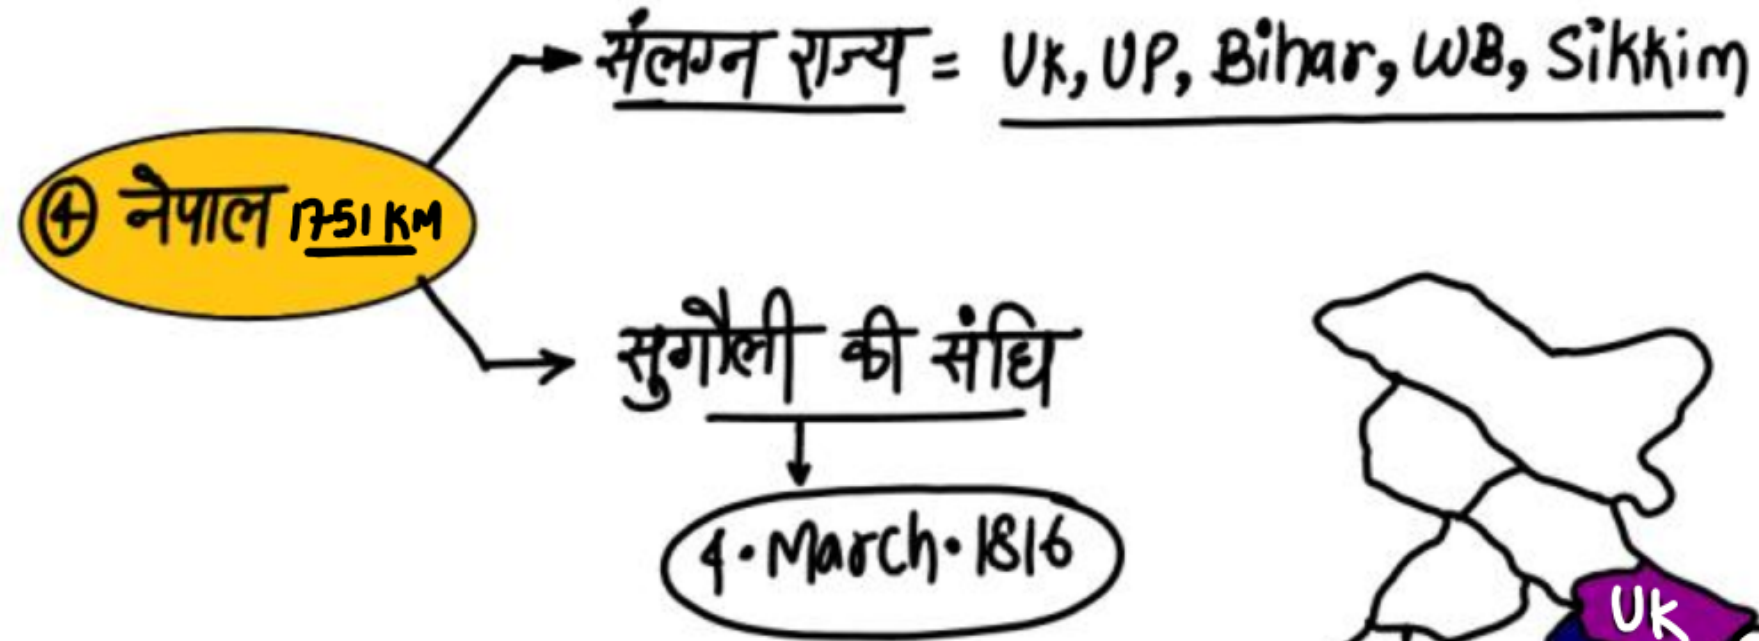 संलग्न राज्य = UK, UP, Bihar, WB, Sikkim
④ नेपाल 1751 KM
सुगौली की संधि
4 • March • 1816
UK